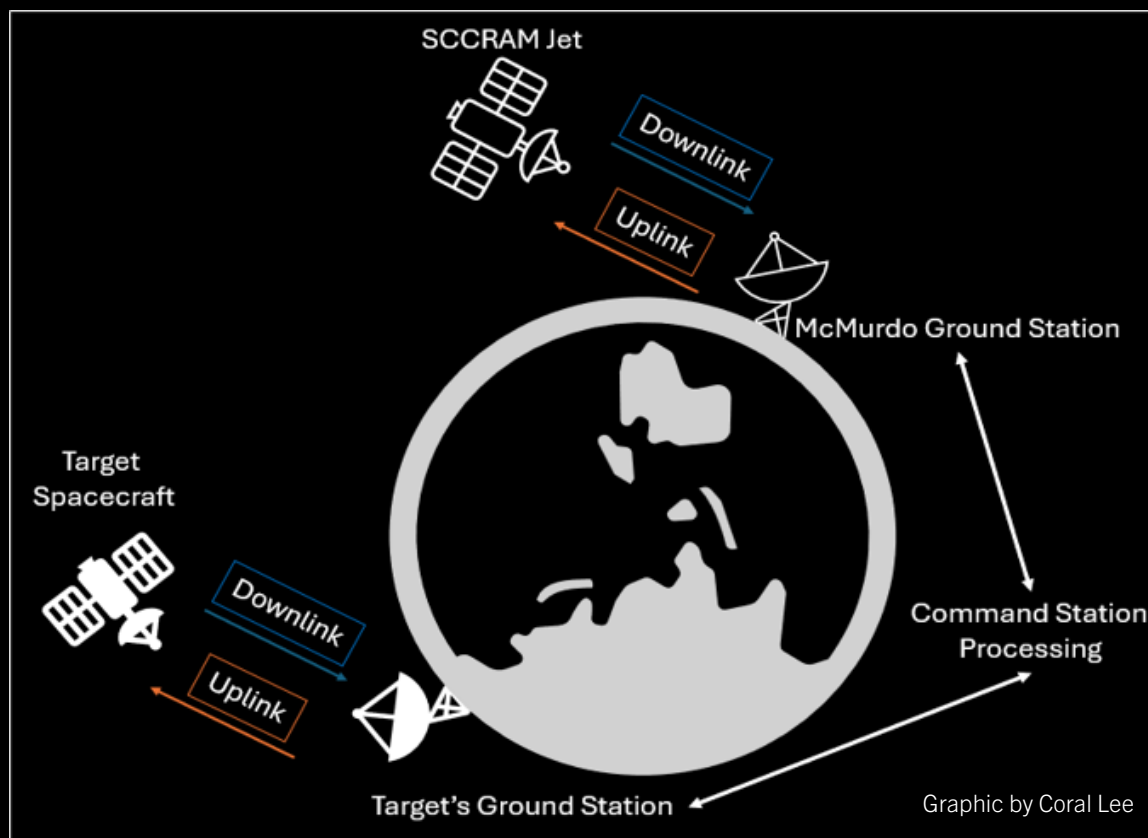 SCCRAM Jet
Downlink
Uplink
McMurdo Ground Station
Target
Spacecraft
Downlink
Uplink
Command Station
Processing
Target's Ground Station
Graphic by Coral Lee